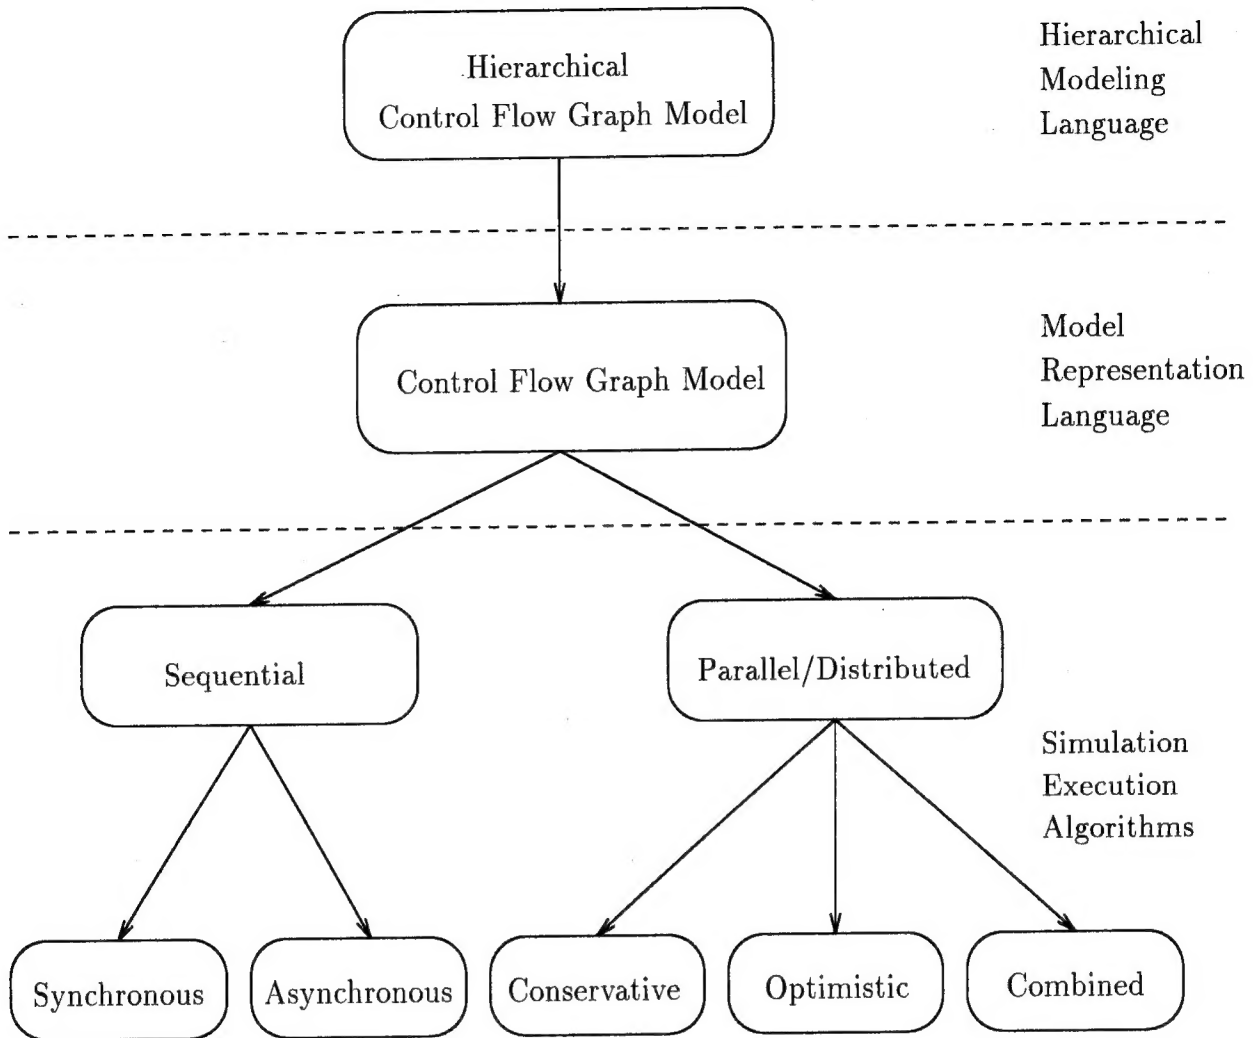 Hierarchical
Control Flow Graph Model
Hierarchical
Modeling
Language
Control Flow Graph Model
Model
Representation
Language
Sequential
Parallel/Distributed
Simulation
Execution
Algorithms
Synchronous
Asynchronous
Conservative
Optimistic
Combined